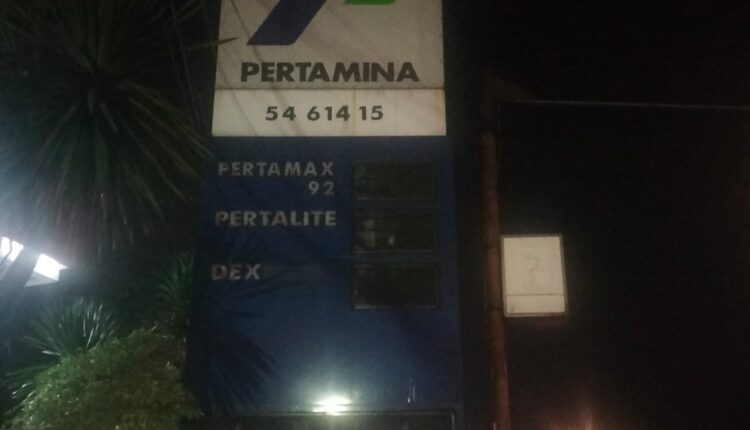 PERTAMINA
54 614 15
PERTAMAX
92
PERTALITE
DEX